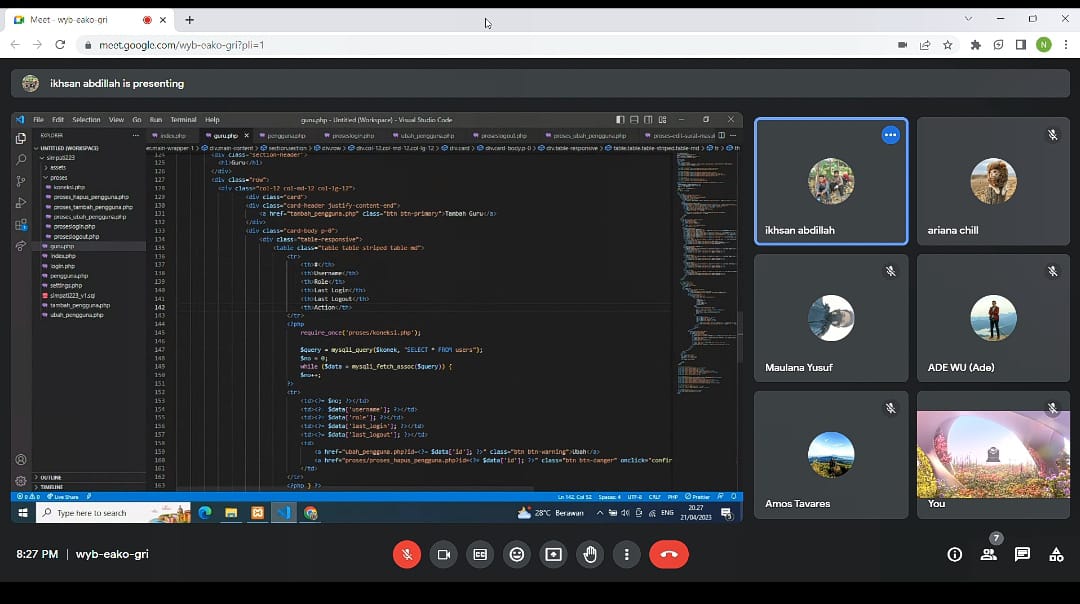 Meet - wyb-eako-gri
meet.google.com/wyb-eako-gri?pli=1
N
ikhsan abdillah is presenting
File Edit Selection View Go Run Terminal Help
guru.php - Untitled (Workspace) - Visual Studio Code
EXPLORER
index.php guru.php pengguna.php proseslogin.php ubah_pengguna.php proseslogout.php proses_ubah_pengguna.php
UNTITLED (WORKSPACE)
simpati223
assets
proses
koneksi.php
proses_hapus_pengguna.php
proses_tambah_pengguna.php
proses_ubah_pengguna.php
proseslogin.php
proseslogout.php
guru.php
index.php
login.php
pengguna.php
settings.php
simpati223_v1.sql
tambah_pengguna.php
ubah_pengguna.php
OUTLINE
TIMELINE
124 <div class="section-header">
125 <h1>Guru</h1>
126 </div>
127 <div class="row">
128 <div class="col-12 col-md-12 col-lg-12">
129 <div class="card">
130 <div class="card-header justify-content-end">
131 <a href="tambah_pengguna.php" class="btn btn-primary">Tambah Guru</a>
132 </div>
133 <div class="card-body p-0">
134 <div class="table-responsive">
135 <table class="table table-striped table-md">
136 <tr>
137 <th>#</th>
138 <th>Username</th>
139 <th>Role</th>
140 <th>Last Login</th>
141 <th>Last Logout</th>
142 <th>Action</th>
143 </tr>
144 <?php
145 require_once('proses/koneksi.php');
146
147 $query = mysqli_query($konek, "SELECT * FROM users");
148 $no = 0;
149 while ($data = mysqli_fetch_assoc($query)) {
150 $no++;
151 ?>
152 <tr>
153 <td><?= $no; ?></td>
154 <td><?= $data['username']; ?></td>
155 <td><?= $data['role']; ?></td>
156 <td><?= $data['last_login']; ?></td>
157 <td><?= $data['last_logout']; ?></td>
158 <td>
159 <a href="ubah_pengguna.php?id=<?= $data['id']; ?>" class="btn btn-warning">Ubah</a>
160 <a href="proses/proses_hapus_pengguna.php?id=<?= $data['id']; ?>" class="btn btn-danger" onclick="confir
161 </td>
162 </tr>
163 <?php } ?>
Live Share
Ln 142, Col 52 Spaces: 4 UTF-8 CRLF PHP Prettier
Type here to search
28°C Berawan
ENG
20.27
21/04/2023
ikhsan abdillah
ariana chill
Maulana Yusuf
ADE WU (Ade)
Amos Tavares
You
8:27 PM | wyb-eako-gri
7